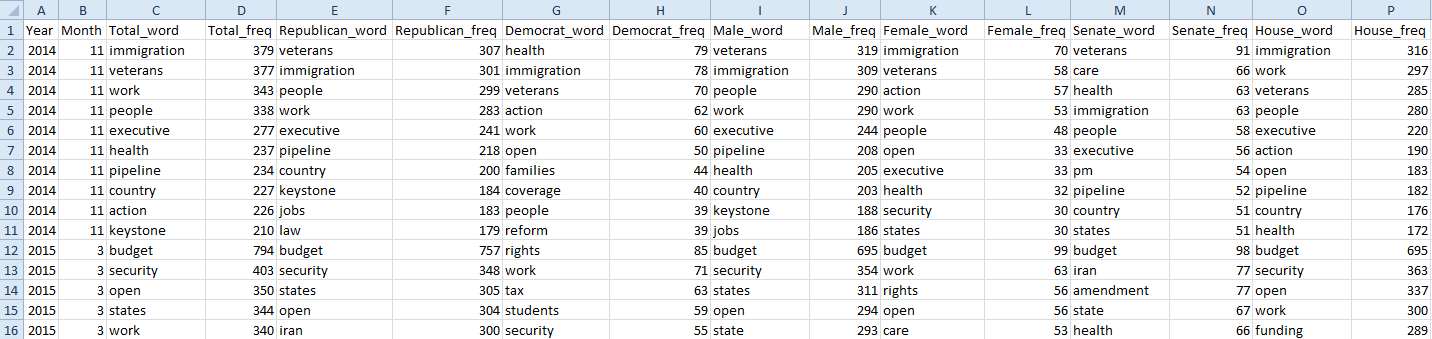 A B C D E F G H I J K L M N O P
1 Year Month Total_word Total_freq Republican_word Republican_freq Democrat_word Democrat_freq Male_word Male_freq Female_word Female_freq Senate_word Senate_freq House_word House_freq
2 2014 11 immigration 379 veterans 307 health 79 veterans 319 immigration 70 veterans 91 immigration 316
3 2014 11 veterans 377 immigration 301 immigration 78 immigration 309 veterans 58 care 66 work 297
4 2014 11 work 343 people 299 veterans 70 people 290 action 57 health 63 veterans 285
5 2014 11 people 338 work 283 action 62 work 290 work 53 immigration 63 people 280
6 2014 11 executive 277 executive 241 work 60 executive 244 people 48 people 58 executive 220
7 2014 11 health 237 pipeline 218 open 50 pipeline 208 open 33 executive 56 action 190
8 2014 11 pipeline 234 country 200 families 44 health 205 executive 33 pm 54 open 183
9 2014 11 country 227 keystone 184 coverage 40 country 203 health 32 pipeline 52 pipeline 182
10 2014 11 action 226 jobs 183 people 39 keystone 188 security 30 country 51 country 176
11 2014 11 keystone 210 law 179 reform 39 jobs 186 states 30 states 51 health 172
12 2015 3 budget 794 budget 757 rights 85 budget 695 budget 99 budget 98 budget 695
13 2015 3 security 403 security 348 work 71 security 354 work 63 iran 77 security 363
14 2015 3 open 350 states 305 tax 63 states 311 rights 56 amendment 77 open 337
15 2015 3 states 344 open 304 students 59 open 294 open 56 state 67 work 300
16 2015 3 work 340 iran 300 security 55 state 293 care 53 health 66 funding 289